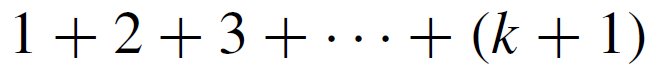 1 + 2 + 3 + ··· + (k + 1)